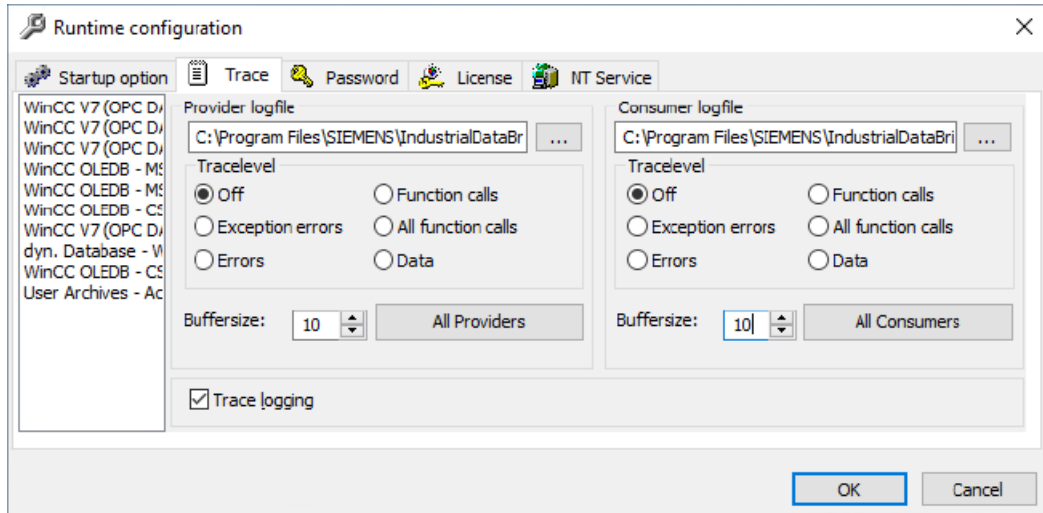 Runtime configuration
Startup option Trace Password License NT Service
WinCC V7 (OPC DA
WinCC V7 (OPC DA
WinCC V7 (OPC DA
WinCC OLEDB - MS
WinCC OLEDB - MS
WinCC OLEDB - CS
WinCC V7 (OPC DA
dyn. Database - W
WinCC OLEDB - CS
User Archives - Ac
Provider logfile
C:\Program Files\SIEMENS\IndustrialDataBr ...
Tracelevel
Off Function calls
Exception errors All function calls
Errors Data
Buffersize: 10 All Providers
Consumer logfile
C:\Program Files\SIEMENS\IndustrialDataBri ...
Tracelevel
Off Function calls
Exception errors All function calls
Errors Data
Buffersize: 10 All Consumers
Trace logging
OK Cancel